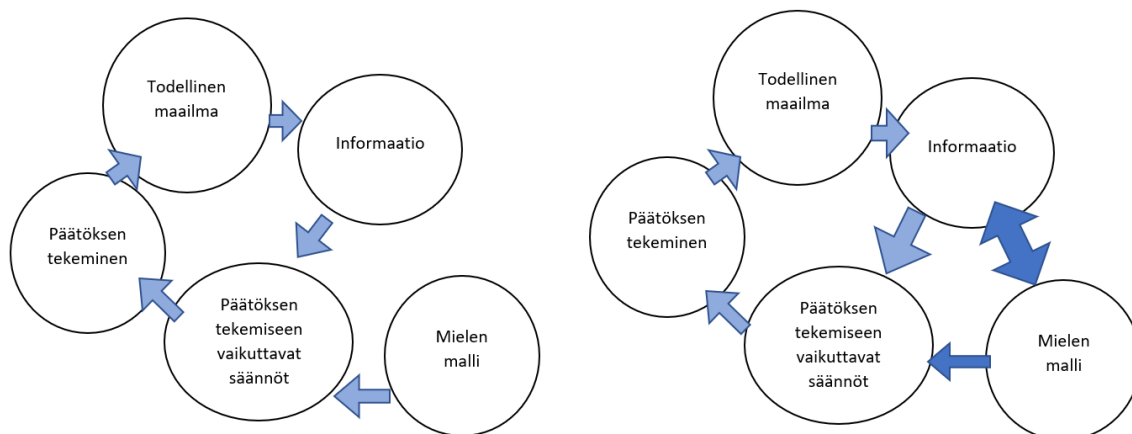 Todellinen
maailma
Informaatio
Päätöksen
tekeminen
Päätöksen
tekemiseen
vaikuttavat
säännöt
Mielen
malli
Todellinen
maailma
Informaatio
Päätöksen
tekeminen
Päätöksen
tekemiseen
vaikuttavat
säännöt
Mielen
malli